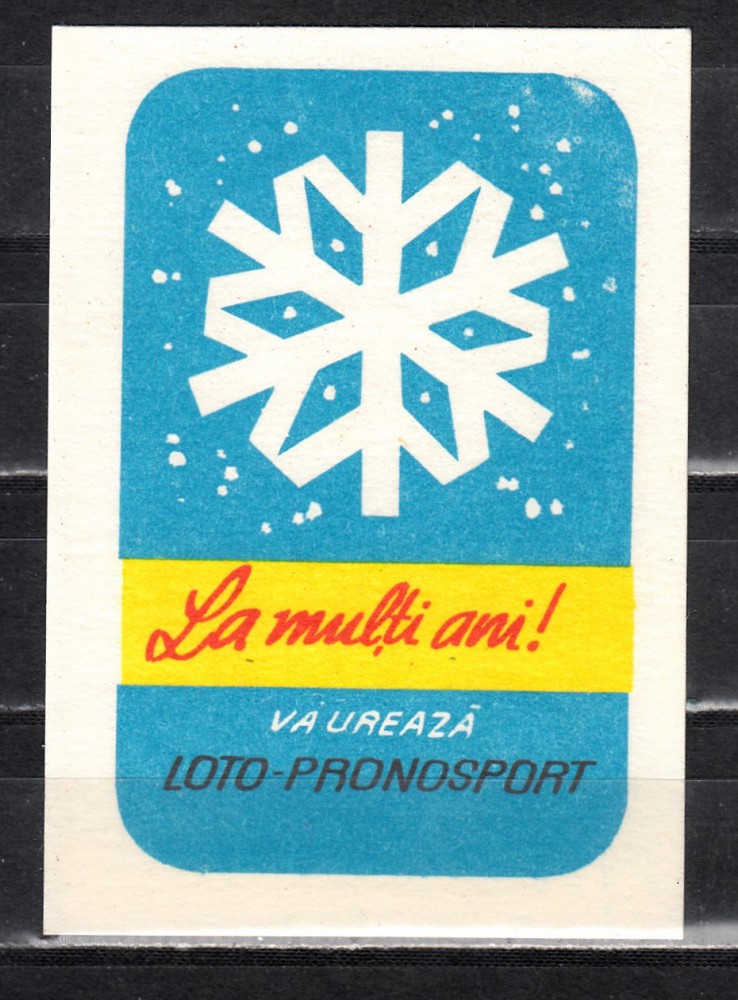 La mulți ani!
VĂ UREAZĂ
LOTO-PRONOSPORT